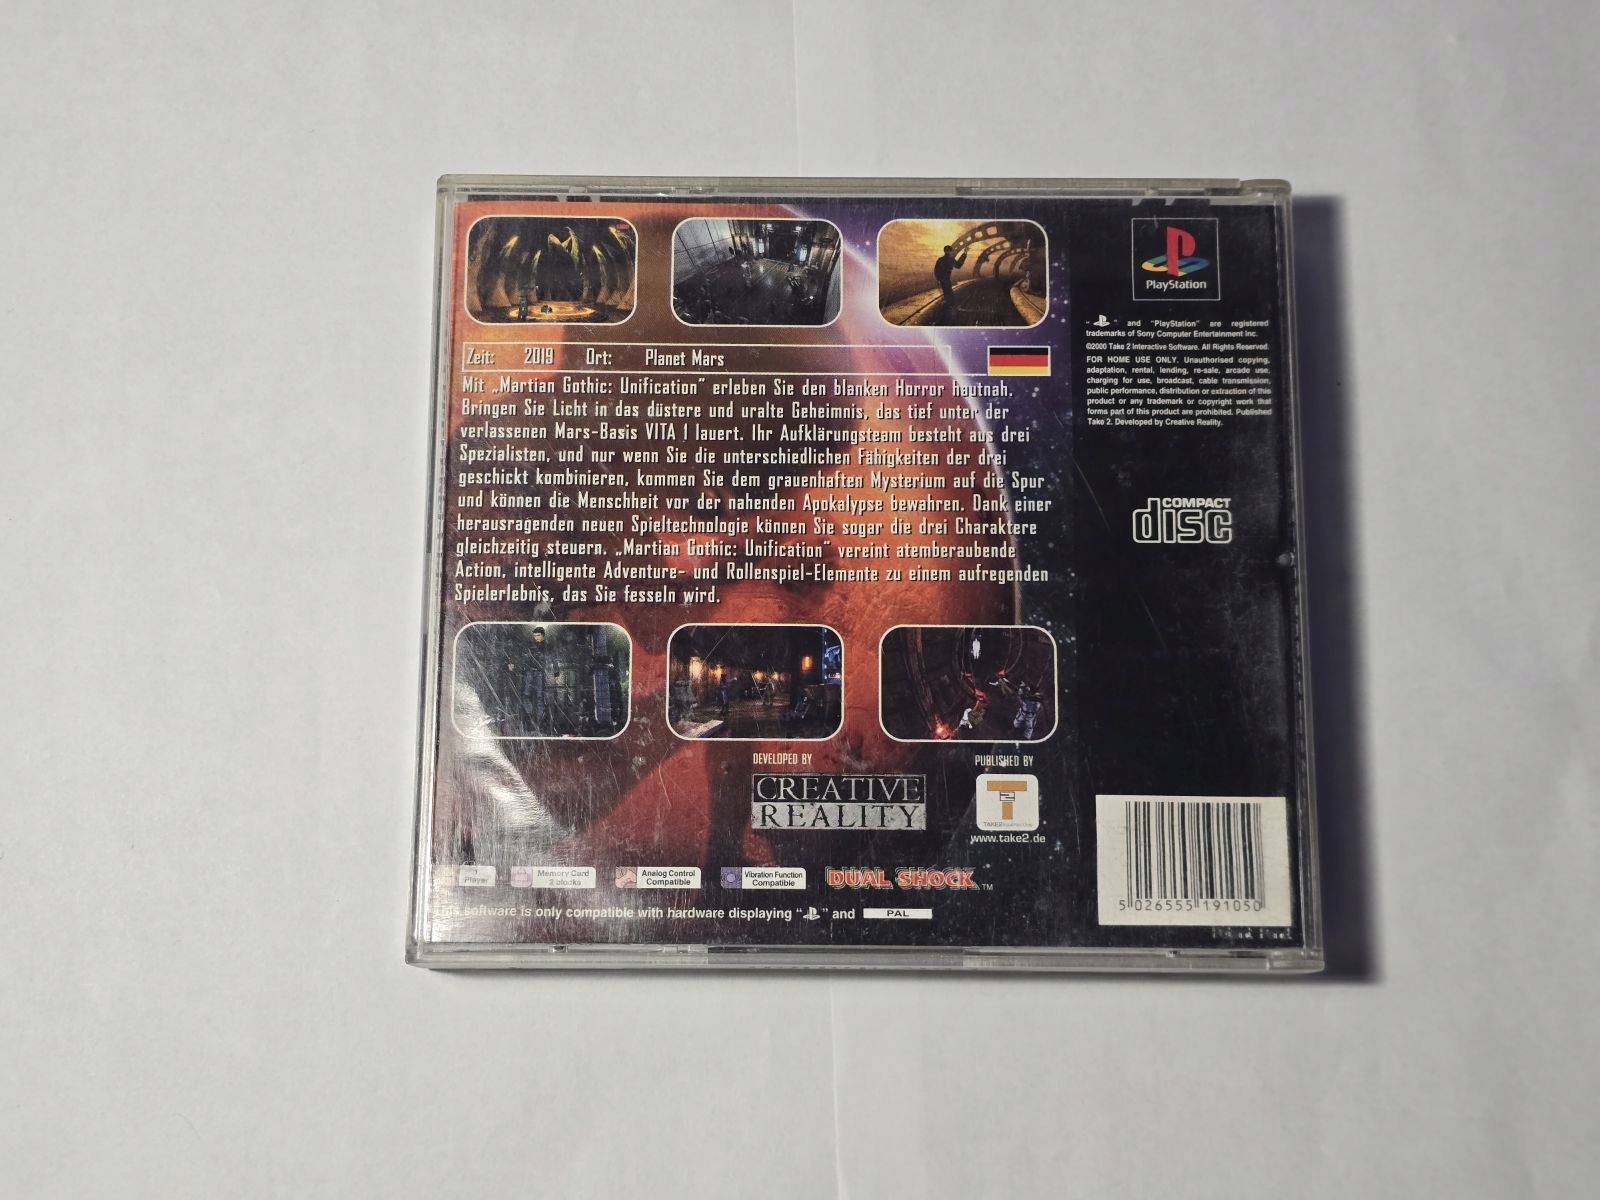 Zeit: 2019 Ort: Planet Mars
Mit „Martian Gothic: Unification" erleben Sie den blanken Horror hautnah.
Bringen Sie Licht in das düstere und uralte Geheimnis, das tief unter der
verlassenen Mars-Basis VITA 1 lauert. Ihr Aufklärungsteam besteht aus drei
Spezialisten, und nur wenn Sie die unterschiedlichen Fähigkeiten der drei
geschickt kombinieren, kommen Sie dem grauenhaften Mysterium auf die Spur
und können die Menschheit vor der nahenden Apokalypse bewahren. Dank einer
herausragenden neuen Spieltechnologie können Sie sogar die drei Charaktere
gleichzeitig steuern. „Martian Gothic: Unification" vereint atemberaubende
Action, intelligente Adventure- und Rollenspiel-Elemente zu einem aufregenden
Spielerlebnis, das Sie fesseln wird.
DEVELOPED BY
CREATIVE
REALITY
PUBLISHED BY
T2
TAKE2
www.take2.de
1
Player
Memory Card
2 blocks
Analog Control
Compatible
Vibration Function
Compatible
DUAL SHOCK™
This software is only compatible with hardware displaying " " and PAL
PlayStation
" " and "PlayStation" are registered
trademarks of Sony Computer Entertainment Inc.
©2000 Take 2 Interactive Software. All Rights Reserved.
FOR HOME USE ONLY. Unauthorised copying,
adaptation, rental, lending, re-sale, arcade use,
charging for use, broadcast, cable transmission,
public performance, distribution or extraction of this
product or any trademark or copyright work that
forms part of this product are prohibited. Published
Take 2. Developed by Creative Reality.
COMPACT
disc
5 026555 191050